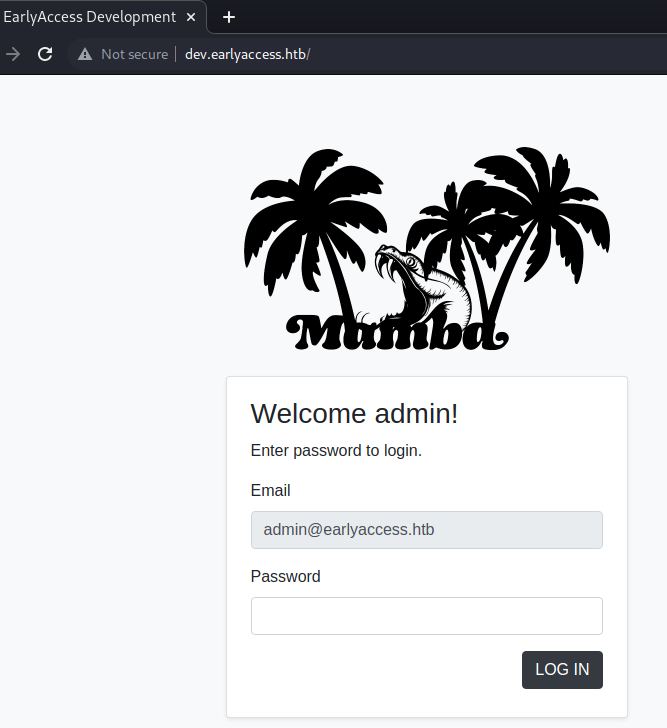 EarlyAccess Development
Not secure dev.earlyaccess.htb/
Mamba
Welcome admin!
Enter password to login.
Email
admin@earlyaccess.htb
Password
LOG IN